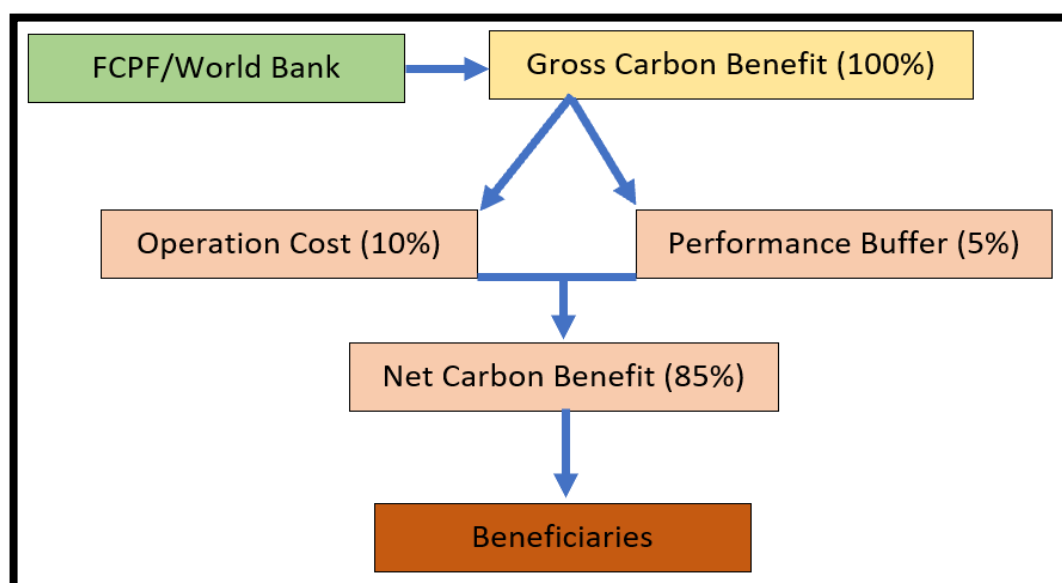 FCPF/World Bank
Gross Carbon Benefit (100%)
Operation Cost (10%)
Performance Buffer (5%)
Net Carbon Benefit (85%)
Beneficiaries